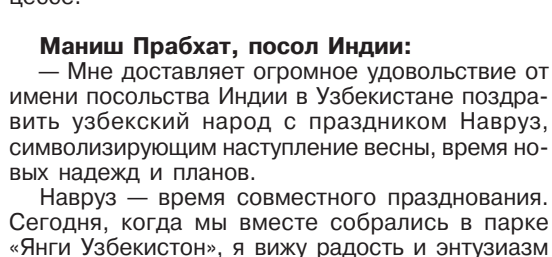 цессе.
Маниш Прабхат, посол Индии:
— Мне доставляет огромное удовольствие от
имени посольства Индии в Узбекистане поздра-
вить узбекский народ с праздником Навруз,
символизирующим наступление весны, время но-
вых надежд и планов.
Навруз — время совместного празднования.
Сегодня, когда мы вместе собрались в парке
«Янги Узбекистон», я вижу радость и энтузиазм